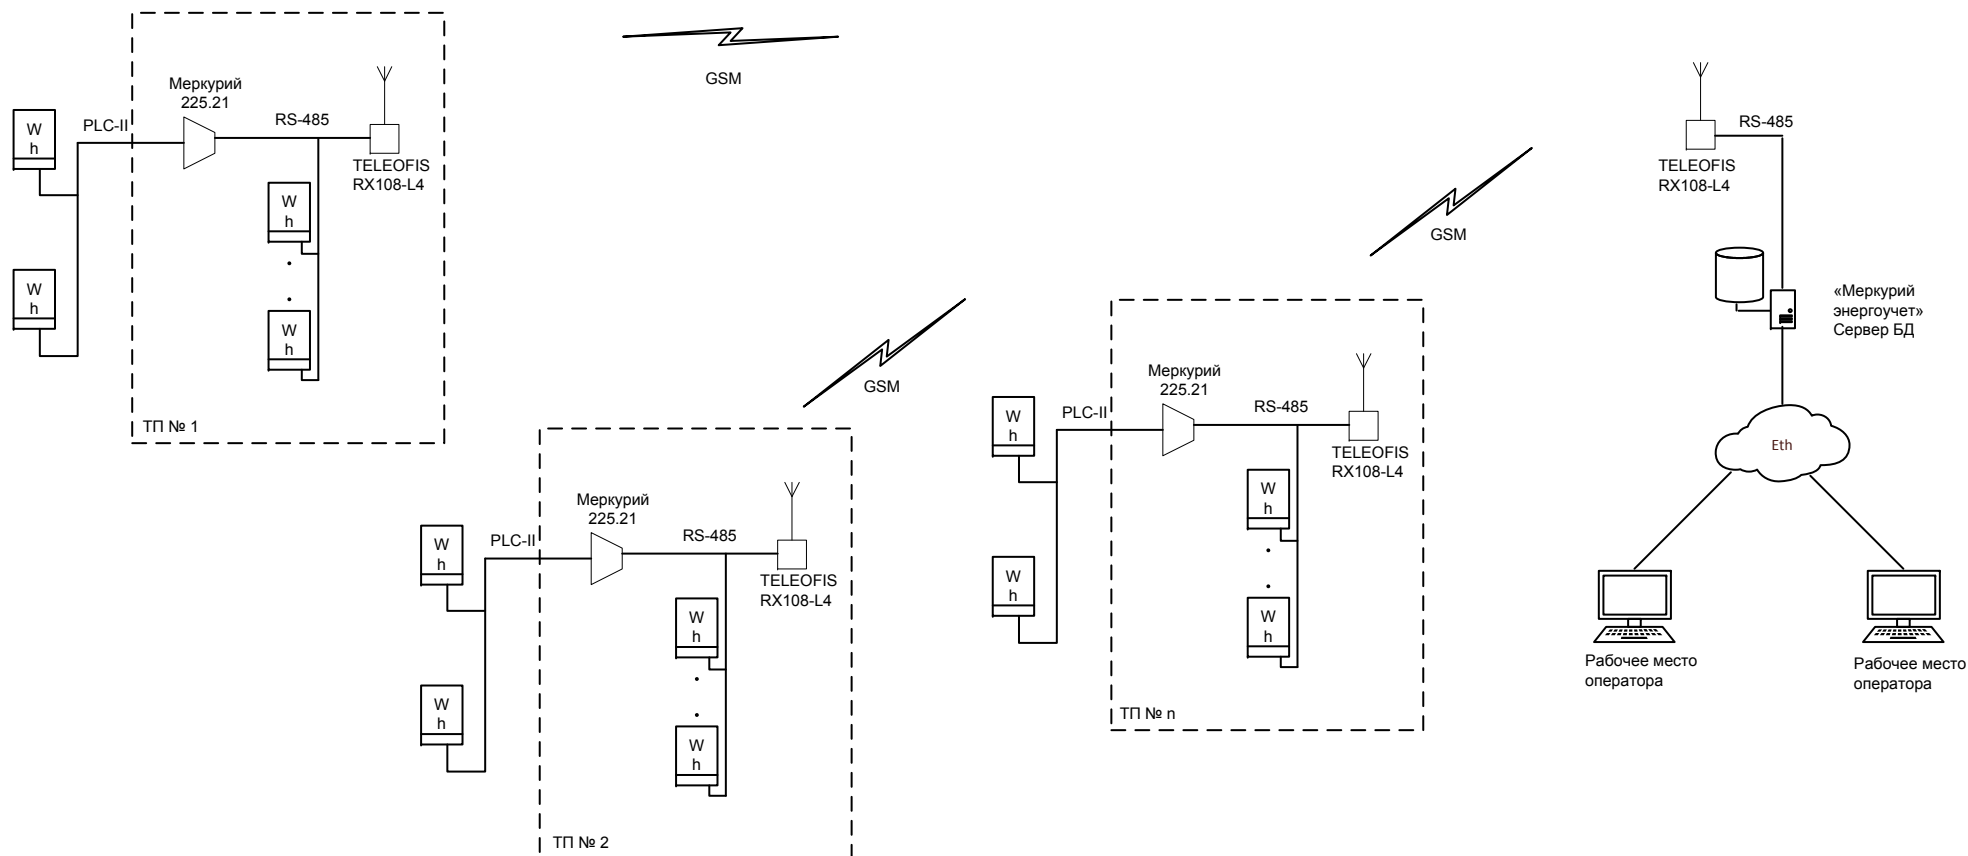 GSM
Меркурий
225.21
PLC-II
RS-485
TELEOFIS
RX108-L4
W
h
W
h
W
h
W
h
ТП № 1
GSM
Меркурий
225.21
PLC-II
RS-485
TELEOFIS
RX108-L4
W
h
W
h
W
h
W
h
ТП № 2
GSM
Меркурий
225.21
PLC-II
RS-485
TELEOFIS
RX108-L4
W
h
W
h
W
h
W
h
ТП № n
RS-485
TELEOFIS
RX108-L4
«Меркурий
энергоучет»
Сервер БД
Eth
Рабочее место
оператора
Рабочее место
оператора